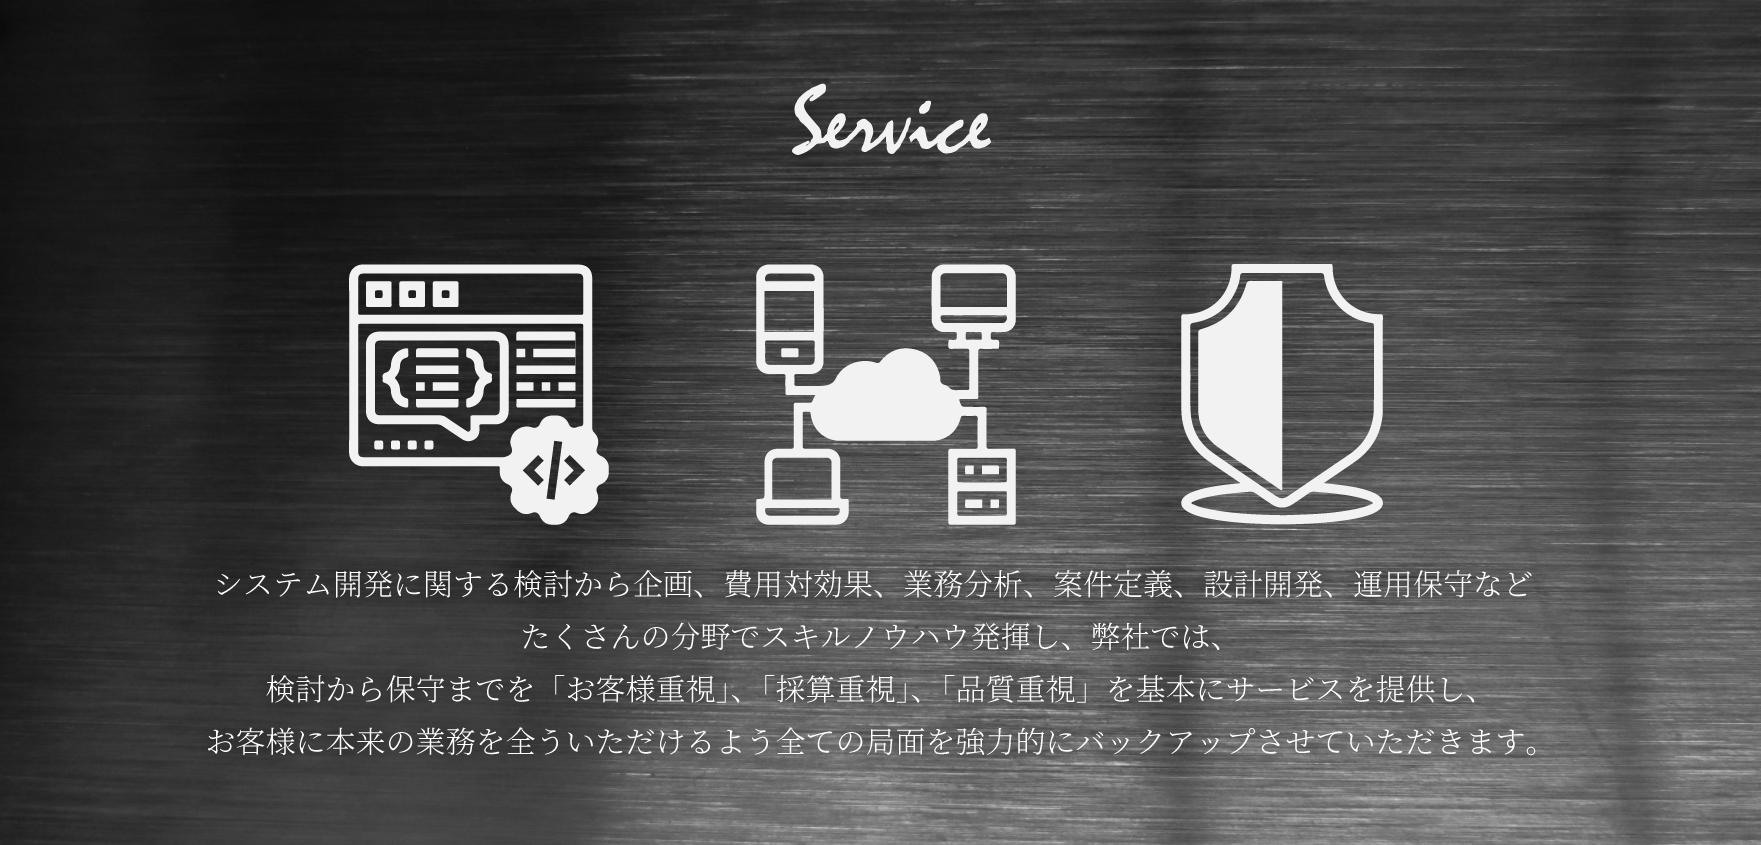 Service
システム開発に関する検討から企画、費用対効果、業務分析、案件定義、設計開発、運用保守など
たくさんの分野でスキルノウハウ発揮し、弊社では、
検討から保守までを「お客様重視」、「採算重視」、「品質重視」を基本にサービスを提供し、
お客様に本来の業務を全ういただけるよう全ての局面を強力的にバックアップさせていただきます。